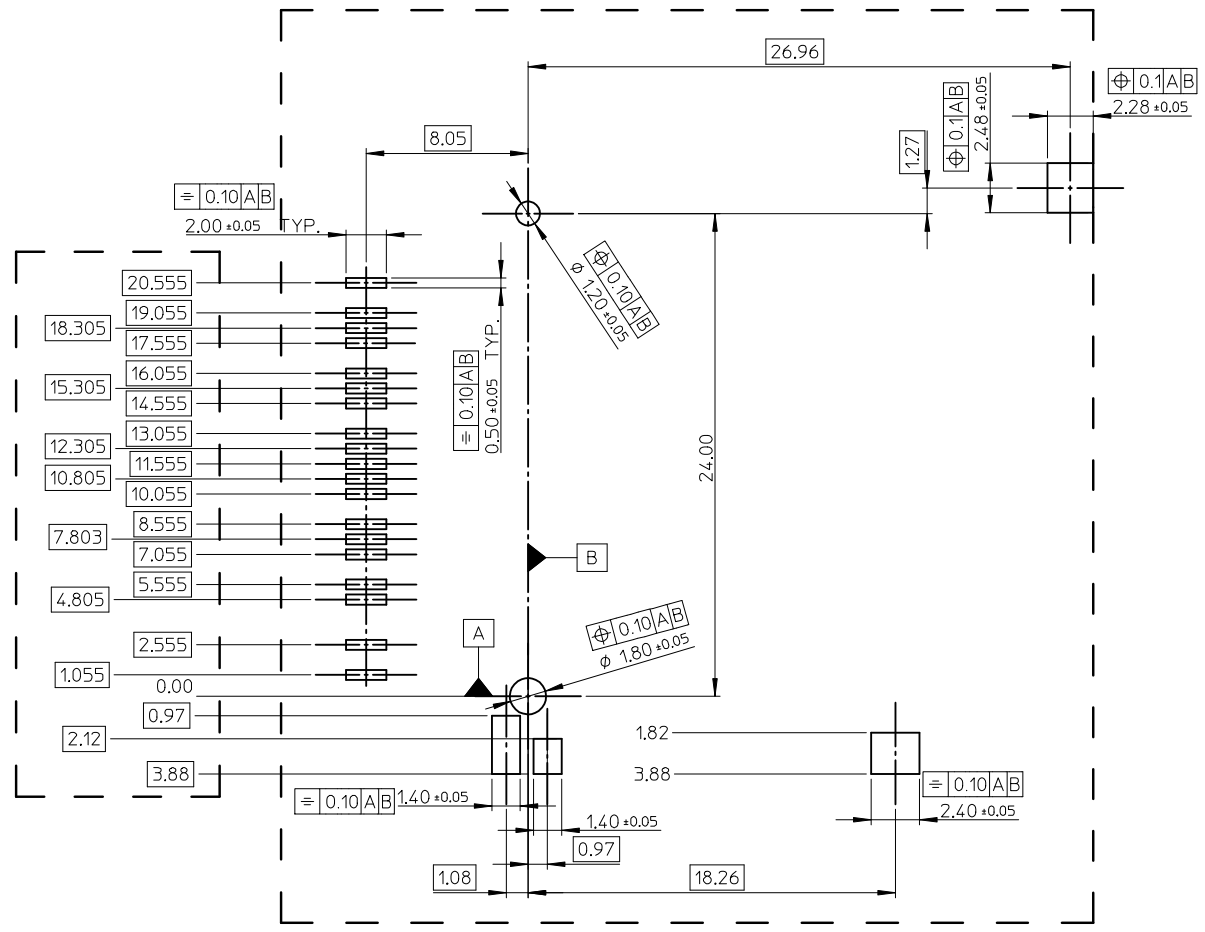 26.96
⌖ 0.1 A B
2.28 ±0.05
⌖ 0.1 A B
2.48 ±0.05
1.27
8.05
⌯ 0.10 A B
2.00 ±0.05 TYP.
⌖ 0.10 A B
⌀ 1.20 ±0.05
⌯ 0.10 A B
0.50 ±0.05 TYP.
24.00
20.555
19.055
18.305
17.555
16.055
15.305
14.555
13.055
12.305
11.555
10.805
10.055
8.555
7.803
7.055
5.555
4.805
2.555
1.055
0.00
0.97
2.12
3.88
B
A
⌖ 0.10 A B
⌀ 1.80 ±0.05
1.82
3.88
⌯ 0.10 A B
1.40 ±0.05
⌯ 0.10 A B
2.40 ±0.05
1.40 ±0.05
0.97
1.08
18.26